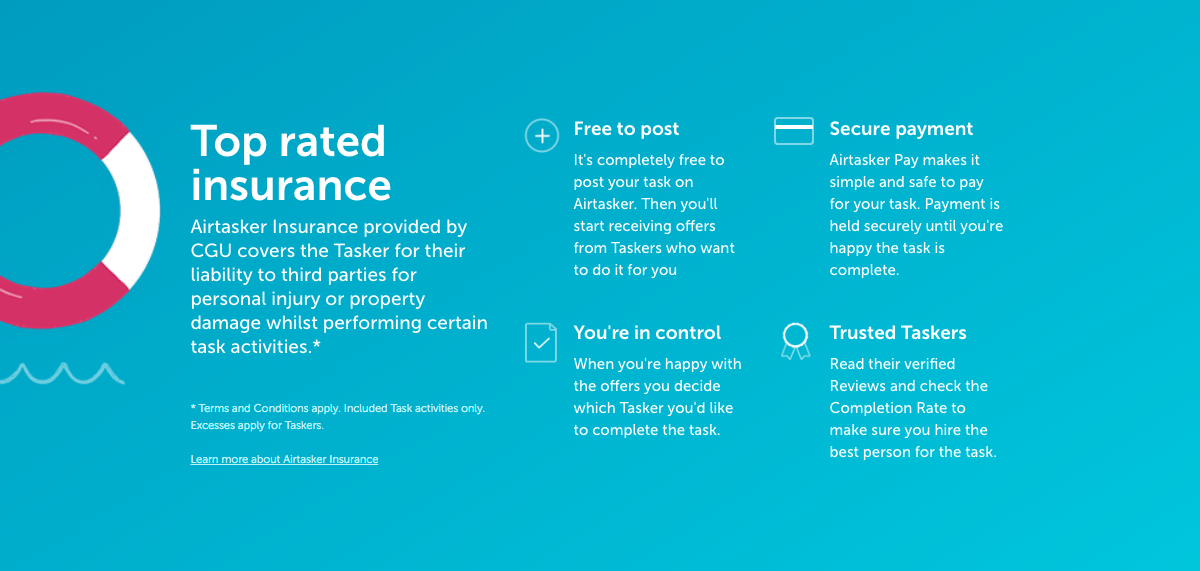 Top rated
insurance
Airtasker Insurance provided by
CGU covers the Tasker for their
liability to third parties for
personal injury or property
damage whilst performing certain
task activities.*
* Terms and Conditions apply. Included Task activities only.
Excesses apply for Taskers.
Learn more about Airtasker Insurance
Free to post
It's completely free to
post your task on
Airtasker. Then you'll
start receiving offers
from Taskers who want
to do it for you
Secure payment
Airtasker Pay makes it
simple and safe to pay
for your task. Payment is
held securely until you're
happy the task is
complete.
You're in control
When you're happy with
the offers you decide
which Tasker you'd like
to complete the task.
Trusted Taskers
Read their verified
Reviews and check the
Completion Rate to
make sure you hire the
best person for the task.